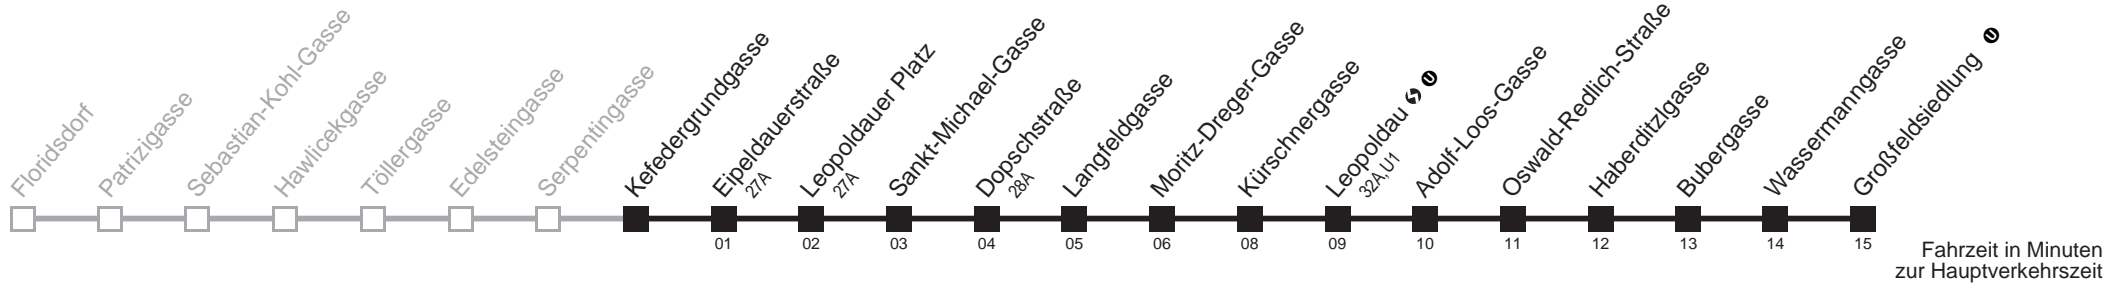 Floridsdorf
Patrizigasse
Sebastian-Kohl-Gasse
Hawlicekgasse
Töllergasse
Edelsteingasse
Serpentingasse
Kefedergrundgasse
Eipeldauerstraße
27A
Leopoldauer Platz
27A
Sankt-Michael-Gasse
Dopschstraße
28A
Langfeldgasse
Moritz-Dreger-Gasse
Kürschnergasse
Leopoldau S U
32A,U1
Adolf-Loos-Gasse
Oswald-Redlich-Straße
Haberditzlgasse
Bubergasse
Wassermanngasse
Großfeldsiedlung U
01 02 03 04 05 06 08 09 10 11 12 13 14 15
Fahrzeit in Minuten
zur Hauptverkehrszeit